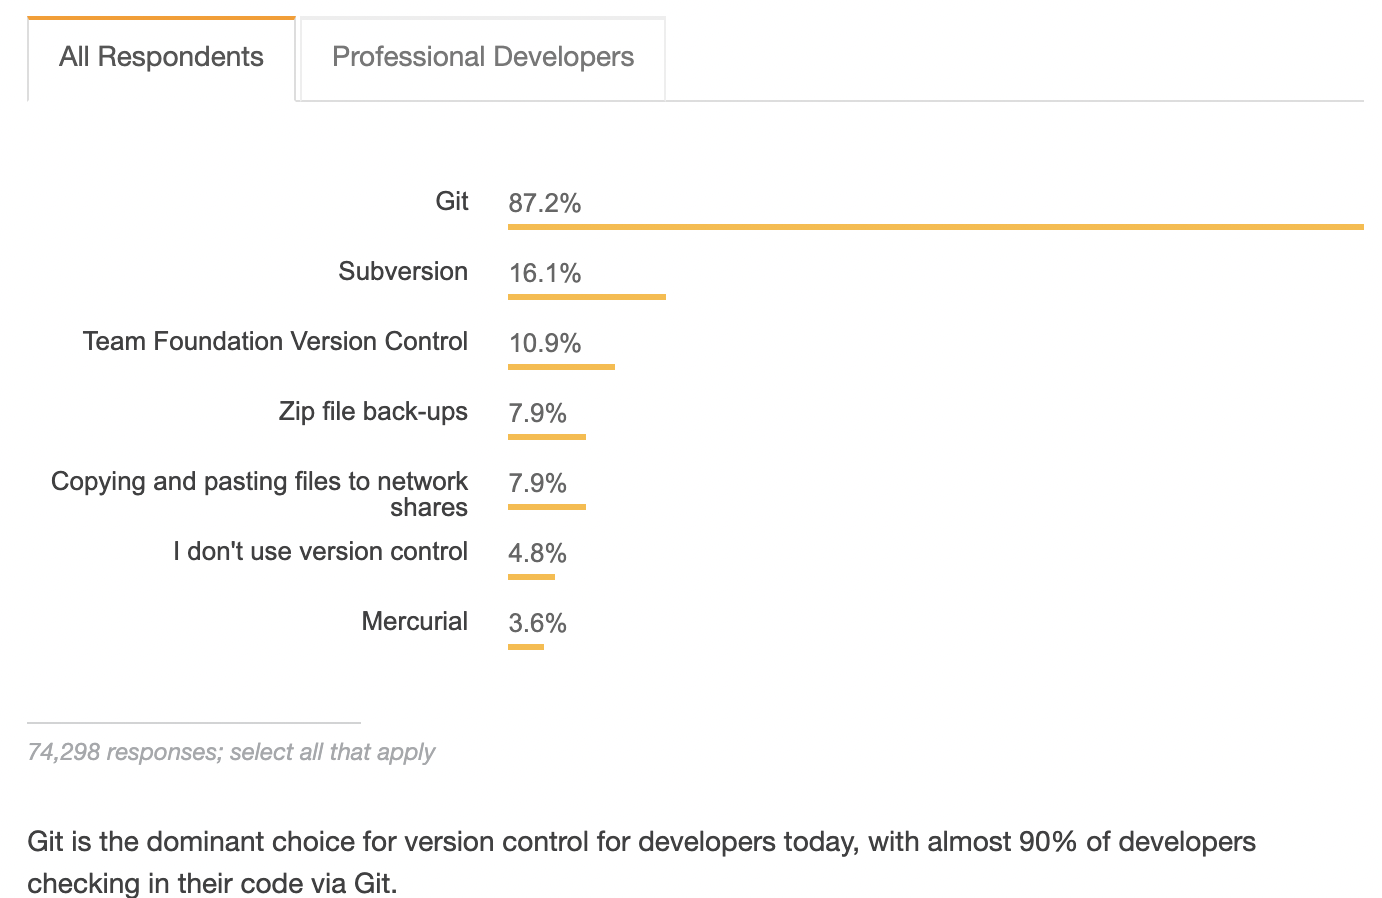 All Respondents
Professional Developers
Git 87.2%
Subversion 16.1%
Team Foundation Version Control 10.9%
Zip file back-ups 7.9%
Copying and pasting files to network 7.9%
shares
I don't use version control 4.8%
Mercurial 3.6%
74,298 responses; select all that apply
Git is the dominant choice for version control for developers today, with almost 90% of developers
checking in their code via Git.